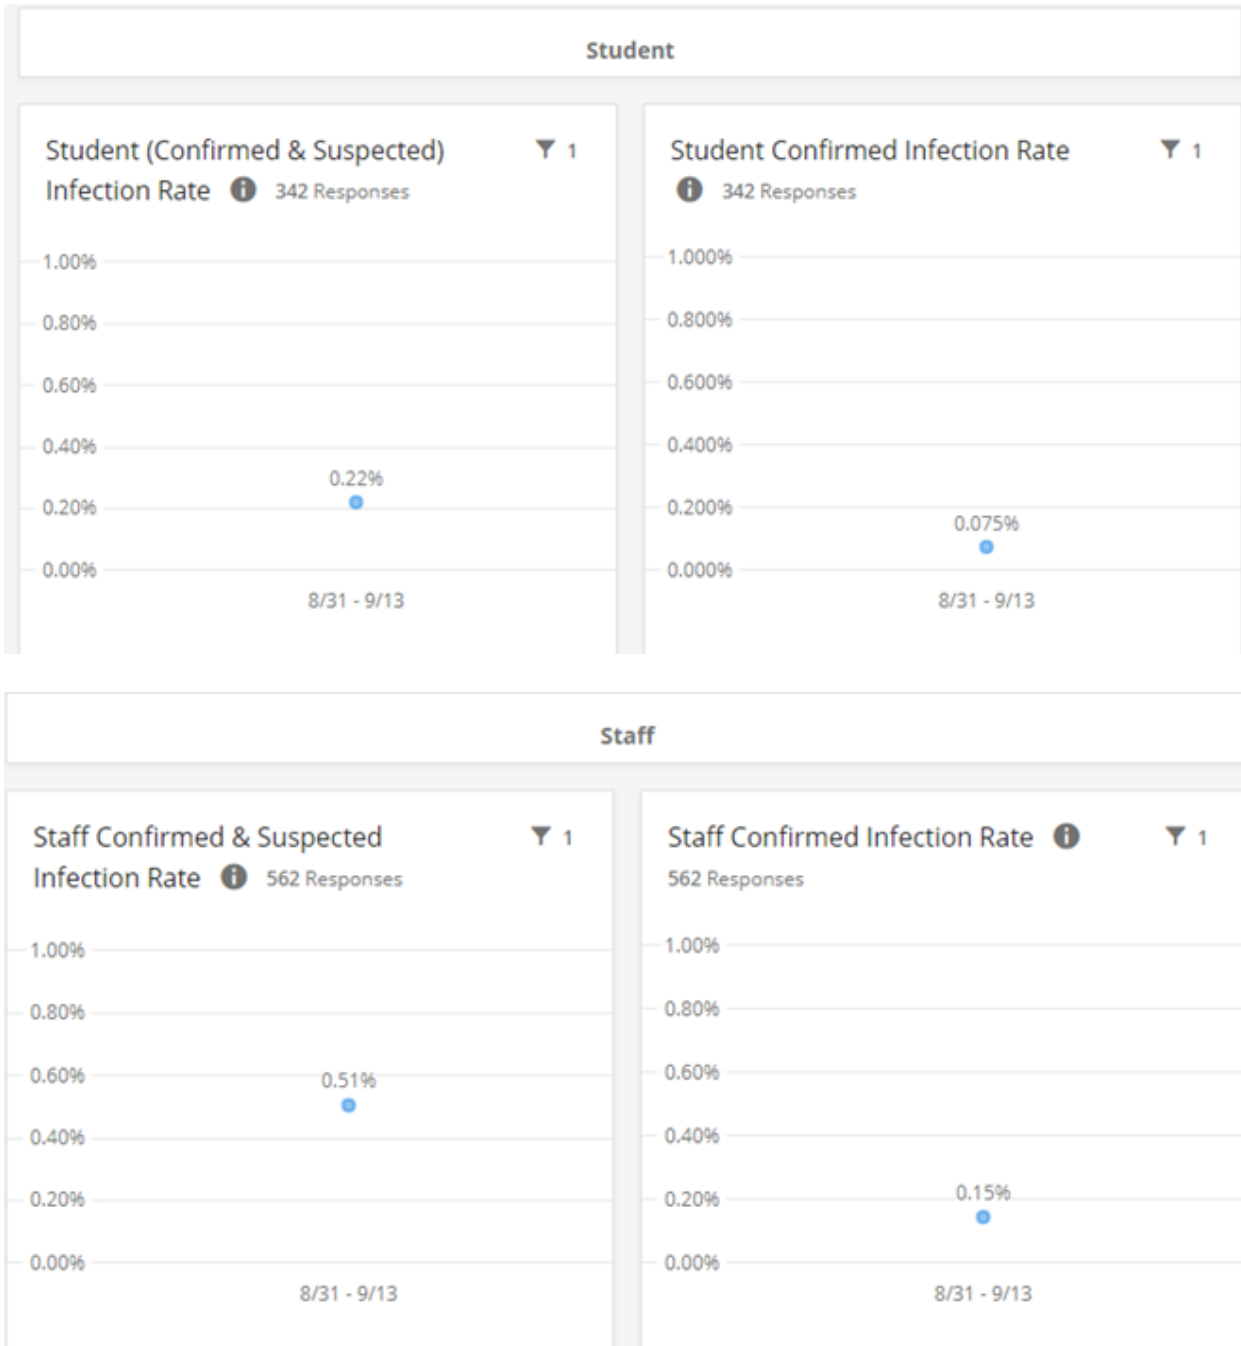 Student
Student (Confirmed & Suspected) 1
Infection Rate 342 Responses
1.00%
0.80%
0.60%
0.40%
0.22%
0.20%
0.00%
8/31 - 9/13
Student Confirmed Infection Rate 1
342 Responses
1.000%
0.800%
0.600%
0.400%
0.200%
0.075%
0.000%
8/31 - 9/13
Staff
Staff Confirmed & Suspected 1
Infection Rate 562 Responses
1.00%
0.80%
0.60%
0.51%
0.40%
0.20%
0.00%
8/31 - 9/13
Staff Confirmed Infection Rate 1
562 Responses
1.00%
0.80%
0.60%
0.40%
0.20%
0.15%
0.00%
8/31 - 9/13